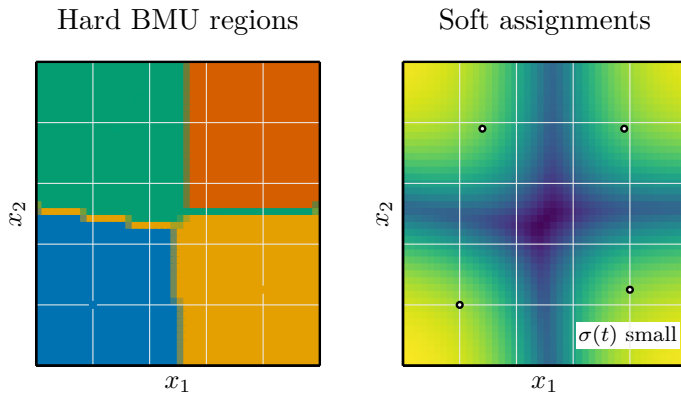 Hard BMU regions
Soft assignments
x₂
x₁
x₂
σ(t) small
x₁